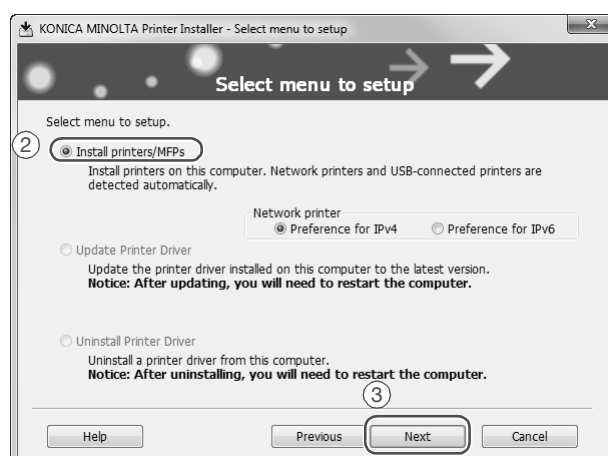 KONICA MINOLTA Printer Installer - Select menu to setup
x
Select menu to setup
Select menu to setup.
2
Install printers/MFPs
Install printers on this computer. Network printers and USB-connected printers are
detected automatically.
Network printer
Preference for IPv4 Preference for IPv6
Update Printer Driver
Update the printer driver installed on this computer to the latest version.
Notice: After updating, you will need to restart the computer.
Uninstall Printer Driver
Uninstall a printer driver from this computer.
Notice: After uninstalling, you will need to restart the computer.
3
Help Previous Next Cancel